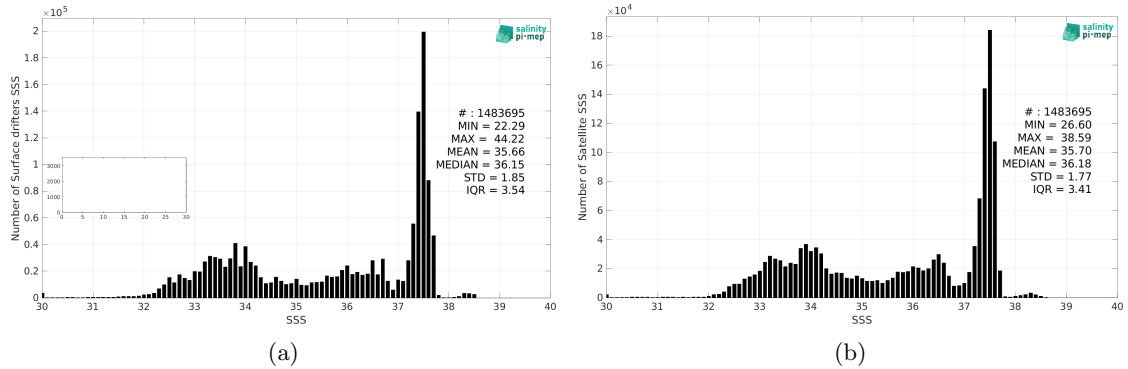 ×10⁵
2
1.8
1.6
1.4
1.2
1
0.8
0.6
0.4
0.2
0
Number of Surface drifters SSS
salinity
pi-mep
# : 1483695
MIN = 22.29
MAX = 44.22
MEAN = 35.66
MEDIAN = 36.15
STD = 1.85
IQR = 3.54
3000
2000
1000
0
0 5 10 15 20 25 30
30 31 32 33 34 35 36 37 38 39 40
SSS
(a)
×10⁴
18
16
14
12
10
8
6
4
2
0
Number of Satellite SSS
salinity
pi-mep
# : 1483695
MIN = 26.60
MAX = 38.59
MEAN = 35.70
MEDIAN = 36.18
STD = 1.77
IQR = 3.41
30 31 32 33 34 35 36 37 38 39 40
SSS
(b)